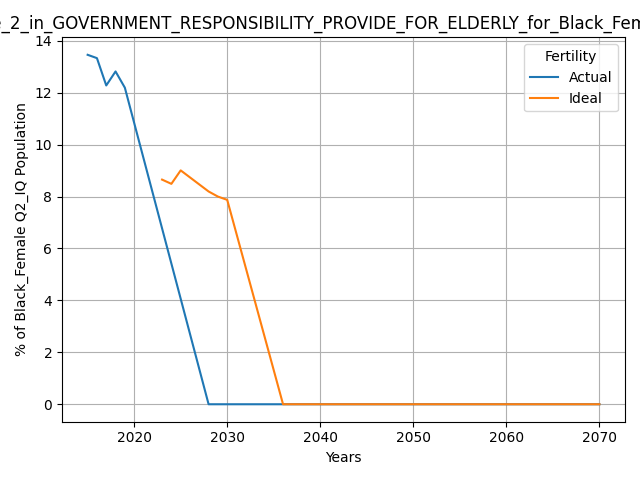 _2_in_GOVERNMENT_RESPONSIBILITY_PROVIDE_FOR_ELDERLY_for_Black_Fem
Fertility
Actual
Ideal
% of Black_Female Q2_IQ Population
14
12
10
8
6
4
2
0
2020 2030 2040 2050 2060 2070
Years